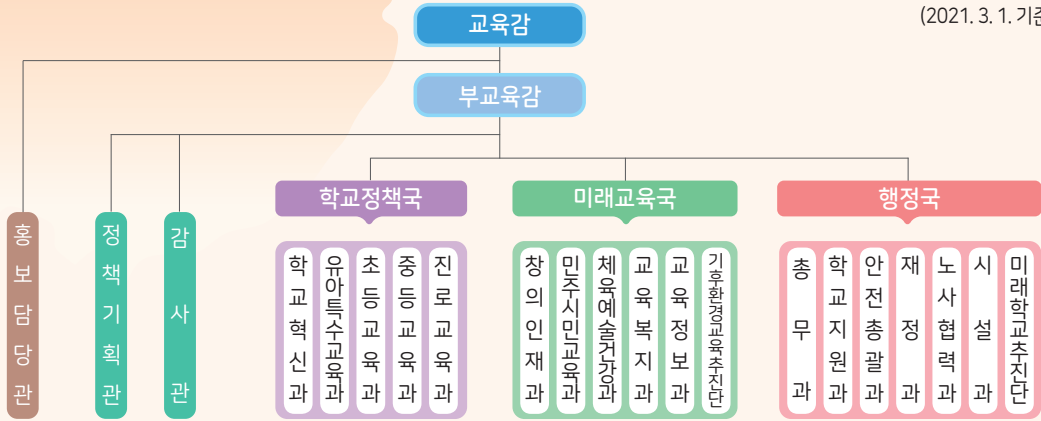 (2021. 3. 1. 기준
교육감
부교육감
홍보담당관
정책기획관
감사관
학교정책국
학교혁신과
유아특수교육과
초등교육과
중등교육과
진로교육과
미래교육국
창의인재과
민주시민교육과
체육예술건강과
교육복지과
교육정보과
기후환경교육추진단
행정국
총무과
학교지원과
안전총괄과
재정과
노사협력과
시설과
미래학교추진단